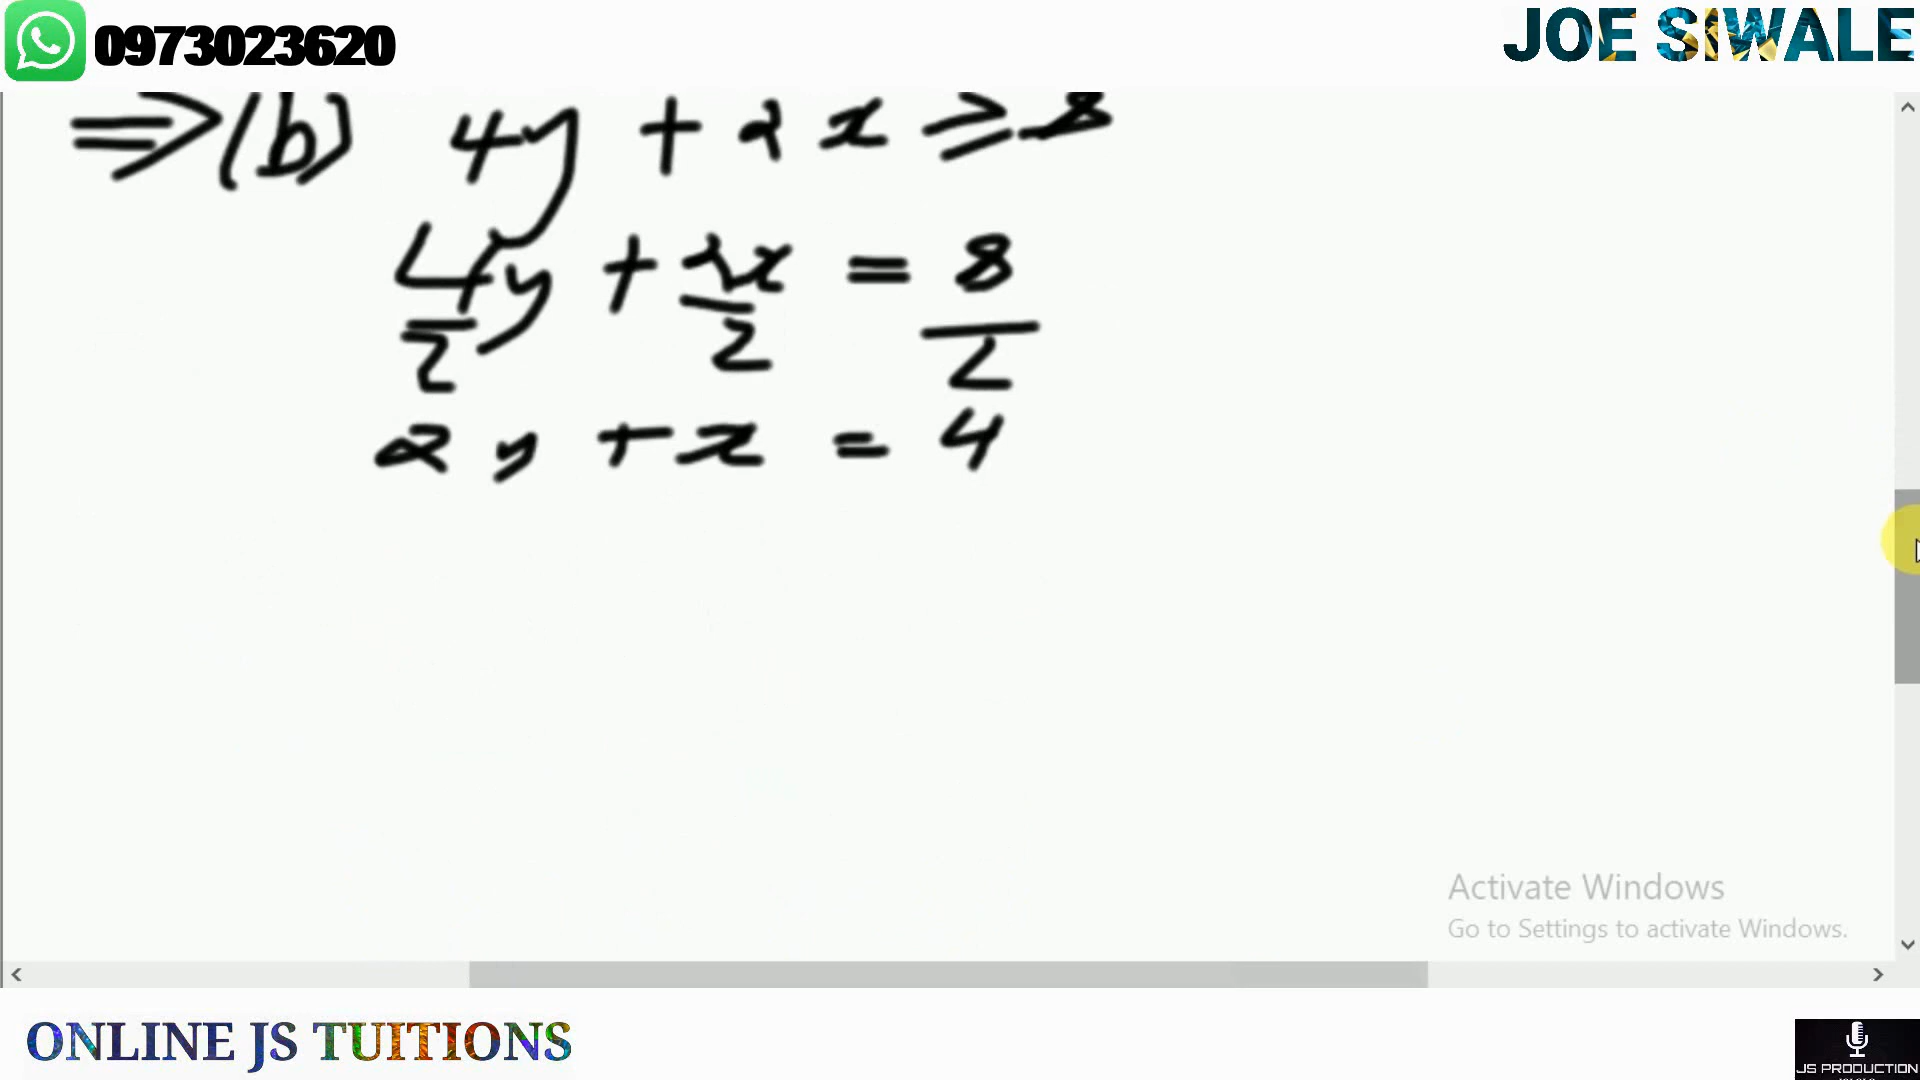 0973023620
JOE SIWALE
⇒(b) 4y + 2x ≥ 8
4y/2 + 2x/2 = 8/2
2y + x = 4
Activate Windows
Go to Settings to activate Windows.
ONLINE JS TUITIONS
JS PRODUCTION